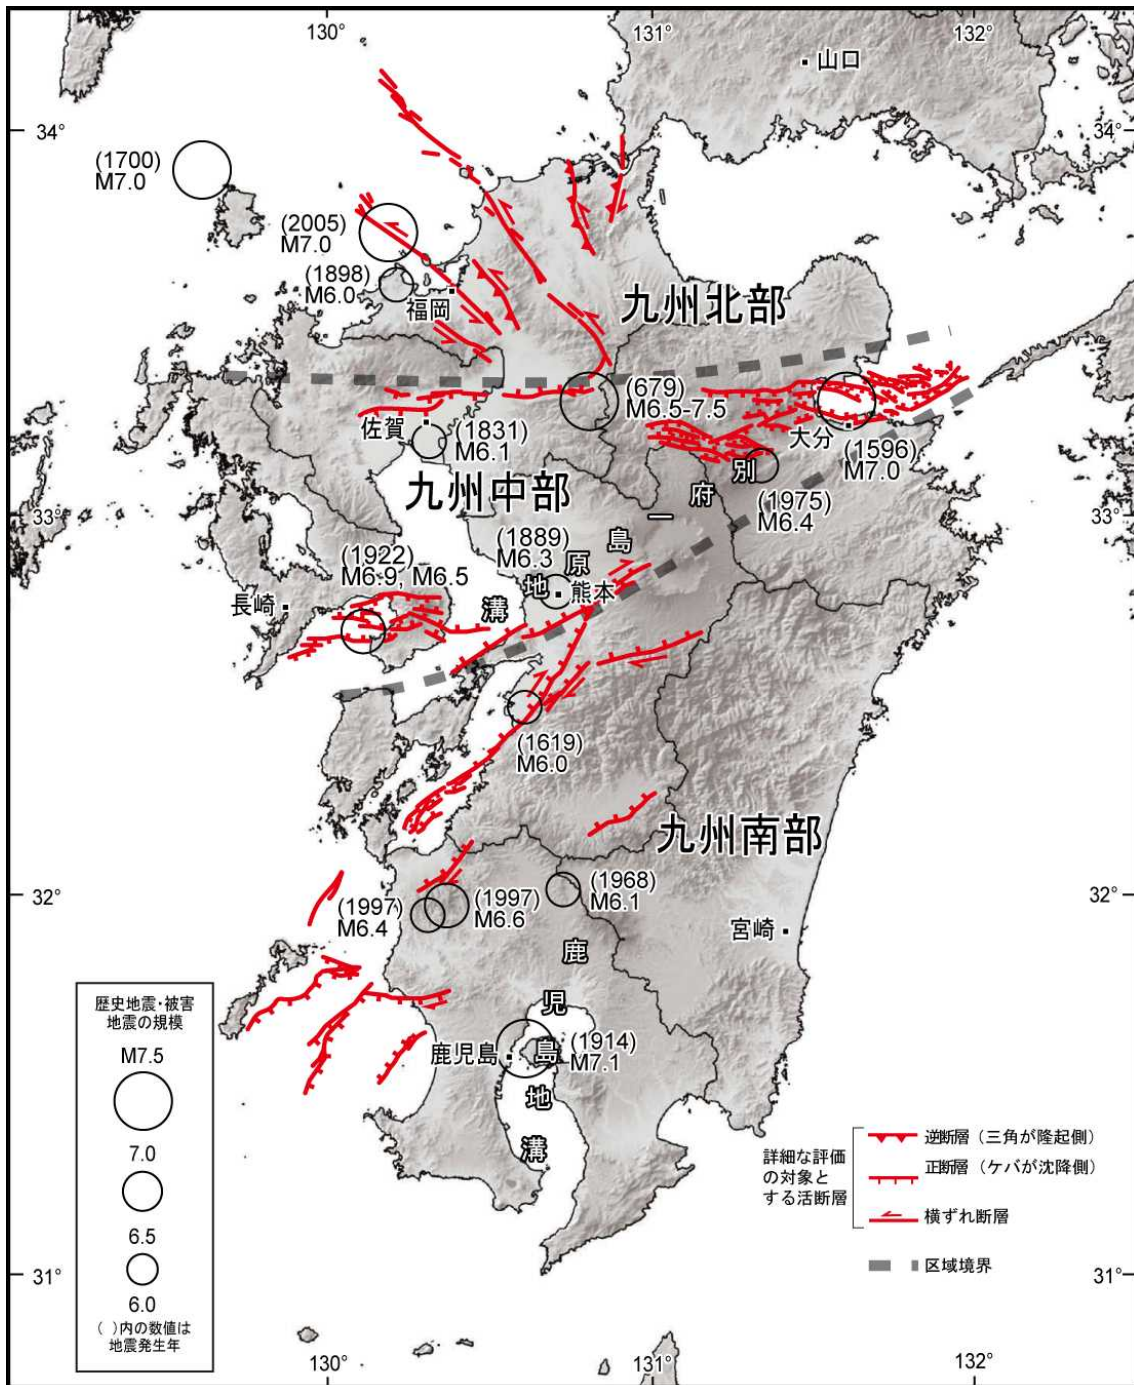 130°
131°
132°
山口
34°
34°
(1700)
M7.0
(2005)
M7.0
(1898)
M6.0
福岡
九州北部
(679)
M6.5-7.5
佐賀
(1831)
M6.1
大分
(1596)
M7.0
九州中部
別府－島原地溝
(1975)
M6.4
33°
33°
(1889)
M6.3
(1922)
M6.9, M6.5
熊本
長崎
(1619)
M6.0
九州南部
32°
32°
(1968)
M6.1
(1997)
M6.6
(1997)
M6.4
宮崎
鹿児島地溝
鹿児島
(1914)
M7.1
歴史地震・被害
地震の規模
M7.5
7.0
6.5
6.0
( )内の数値は
地震発生年
詳細な評価
の対象と
する活断層
逆断層（三角が隆起側）
正断層（ケバが沈降側）
横ずれ断層
区域境界
31°
31°
130°
131°
132°